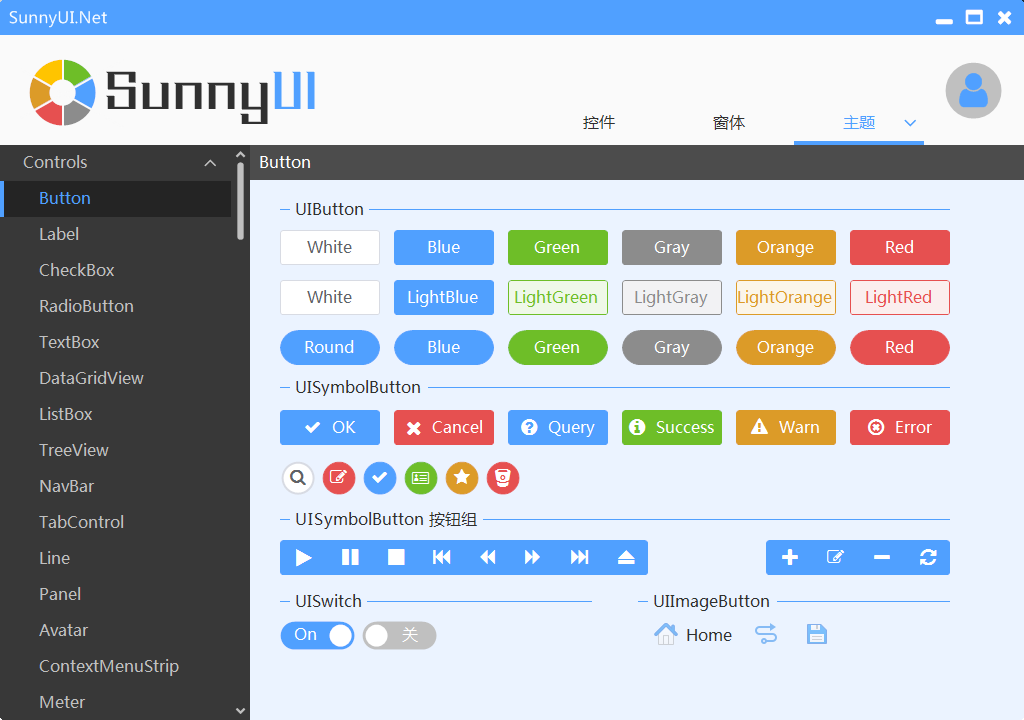 SunnyUI.Net
SunnyUI
控件 窗体 主题
Controls
Button
Label
CheckBox
RadioButton
TextBox
DataGridView
ListBox
TreeView
NavBar
TabControl
Line
Panel
Avatar
ContextMenuStrip
Meter
Button
UIButton
White Blue Green Gray Orange Red
White LightBlue LightGreen LightGray LightOrange LightRed
Round Blue Green Gray Orange Red
UISymbolButton
OK Cancel Query Success Warn Error
UISymbolButton 按钮组
UISwitch UIImageButton
On 关 Home